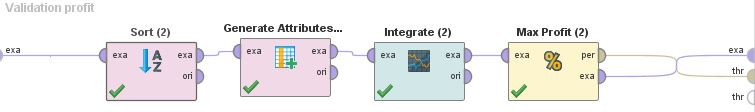 Validation profit
Sort (2)
Generate Attributes...
Integrate (2)
Max Profit (2)
exa
exa
exa
ori
A
Z
exa
exa
ori
exa
exa
ori
exa
%
per
exa
exa
thr
thr